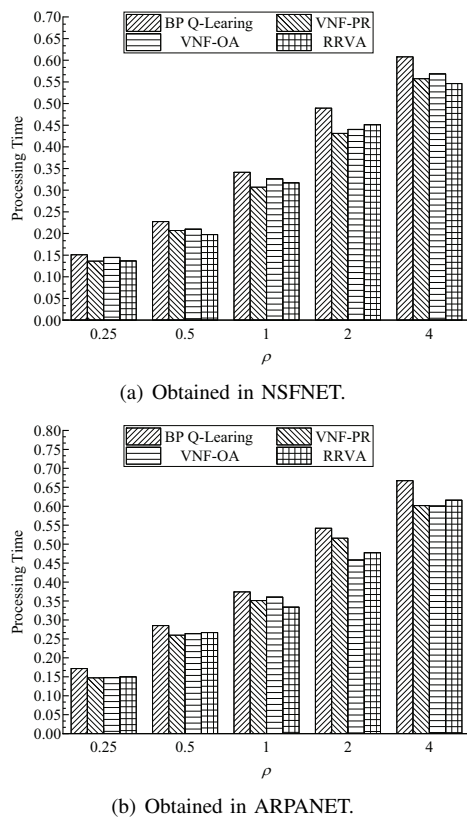 0.70
0.65
0.60
0.55
0.50
0.45
0.40
0.35
0.30
0.25
0.20
0.15
0.10
0.05
0.00
Processing Time
BP Q-Learing VNF-PR
VNF-OA RRVA
0.25 0.5 1 2 4
ρ
(a) Obtained in NSFNET.
0.80
0.75
0.70
0.65
0.60
0.55
0.50
0.45
0.40
0.35
0.30
0.25
0.20
0.15
0.10
0.05
0.00
Processing Time
BP Q-Learing VNF-PR
VNF-OA RRVA
0.25 0.5 1 2 4
ρ
(b) Obtained in ARPANET.